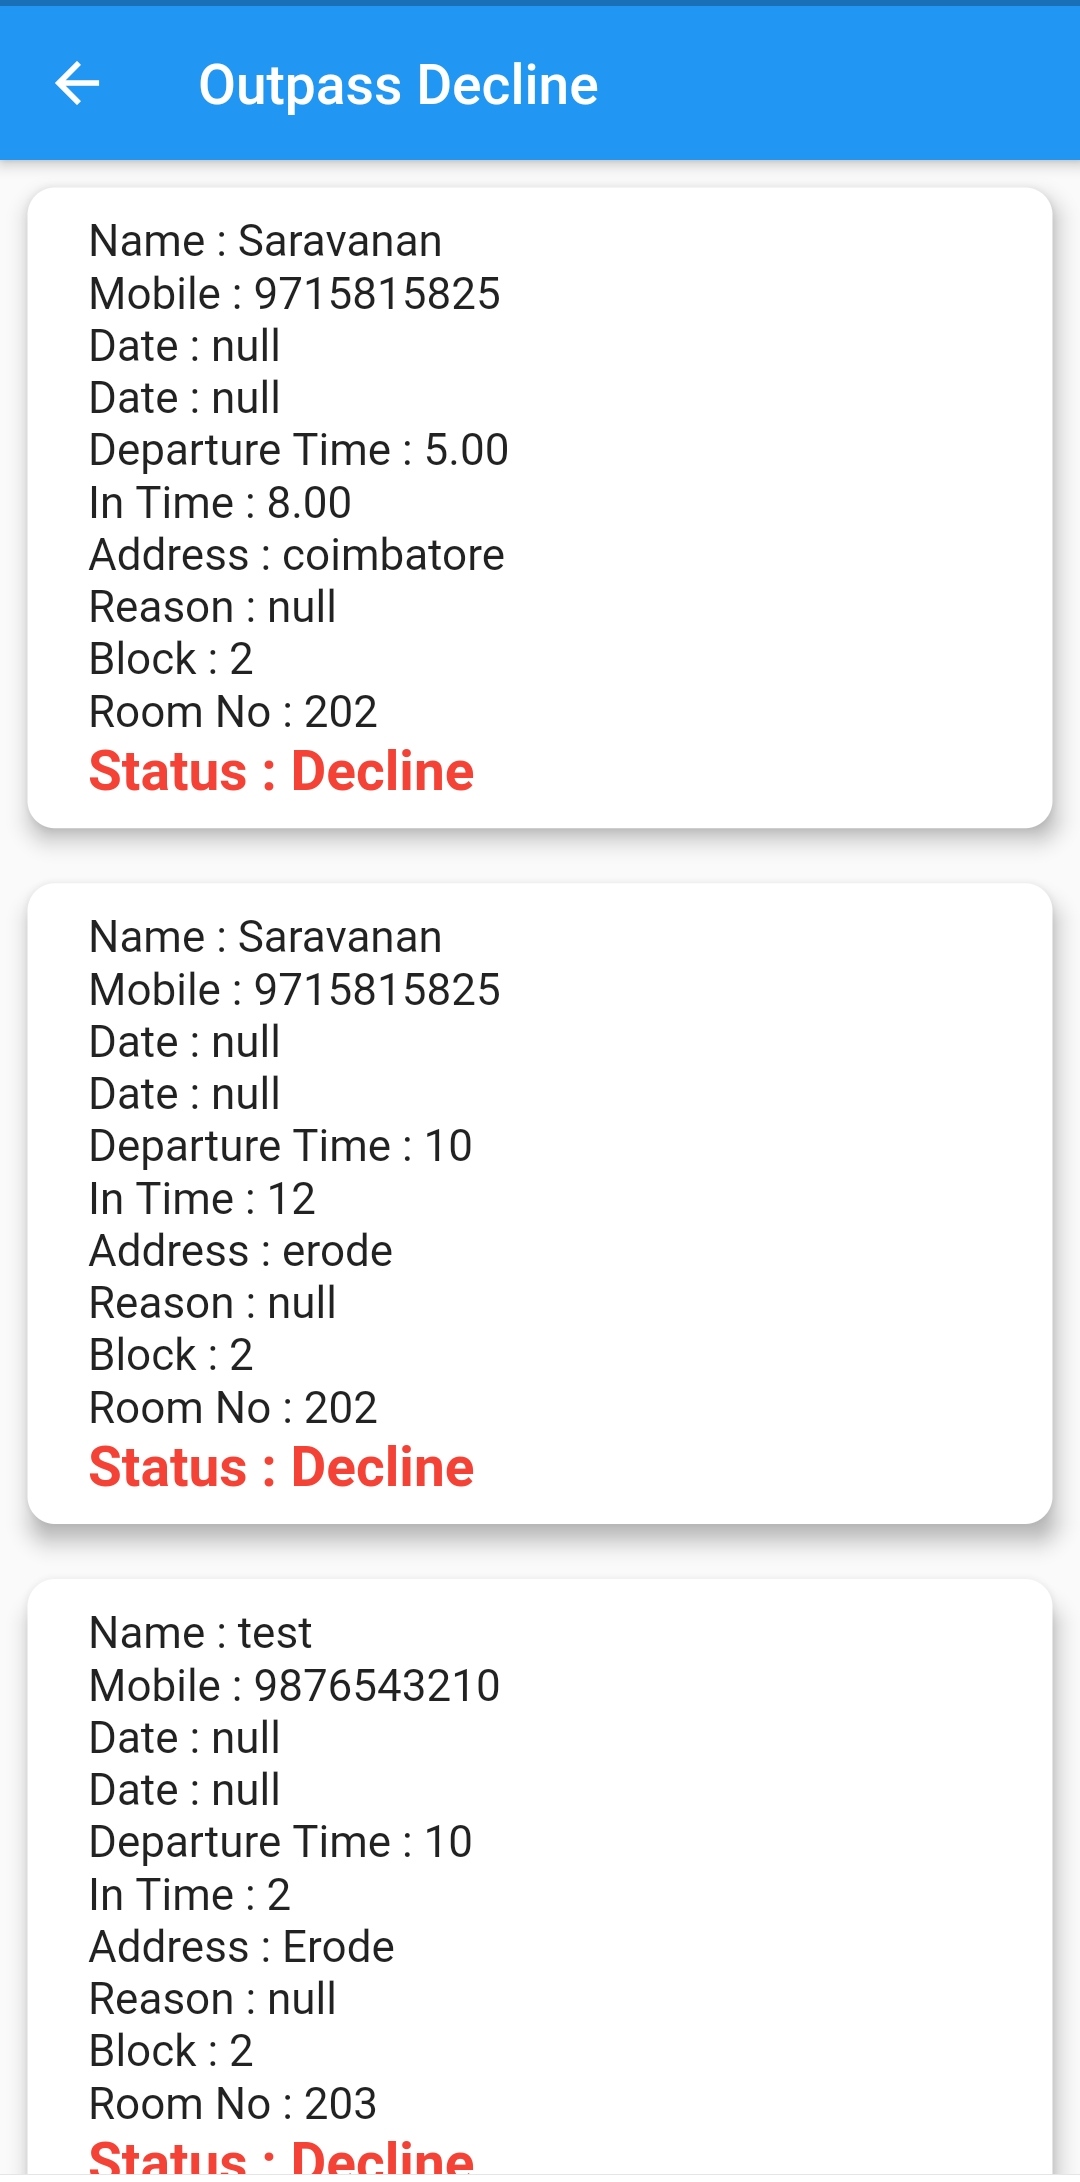 Outpass Decline
Name : Saravanan
Mobile : 9715815825
Date : null
Date : null
Departure Time : 5.00
In Time : 8.00
Address : coimbatore
Reason : null
Block : 2
Room No : 202
Status : Decline
Name : Saravanan
Mobile : 9715815825
Date : null
Date : null
Departure Time : 10
In Time : 12
Address : erode
Reason : null
Block : 2
Room No : 202
Status : Decline
Name : test
Mobile : 9876543210
Date : null
Date : null
Departure Time : 10
In Time : 2
Address : Erode
Reason : null
Block : 2
Room No : 203
Status : Decline